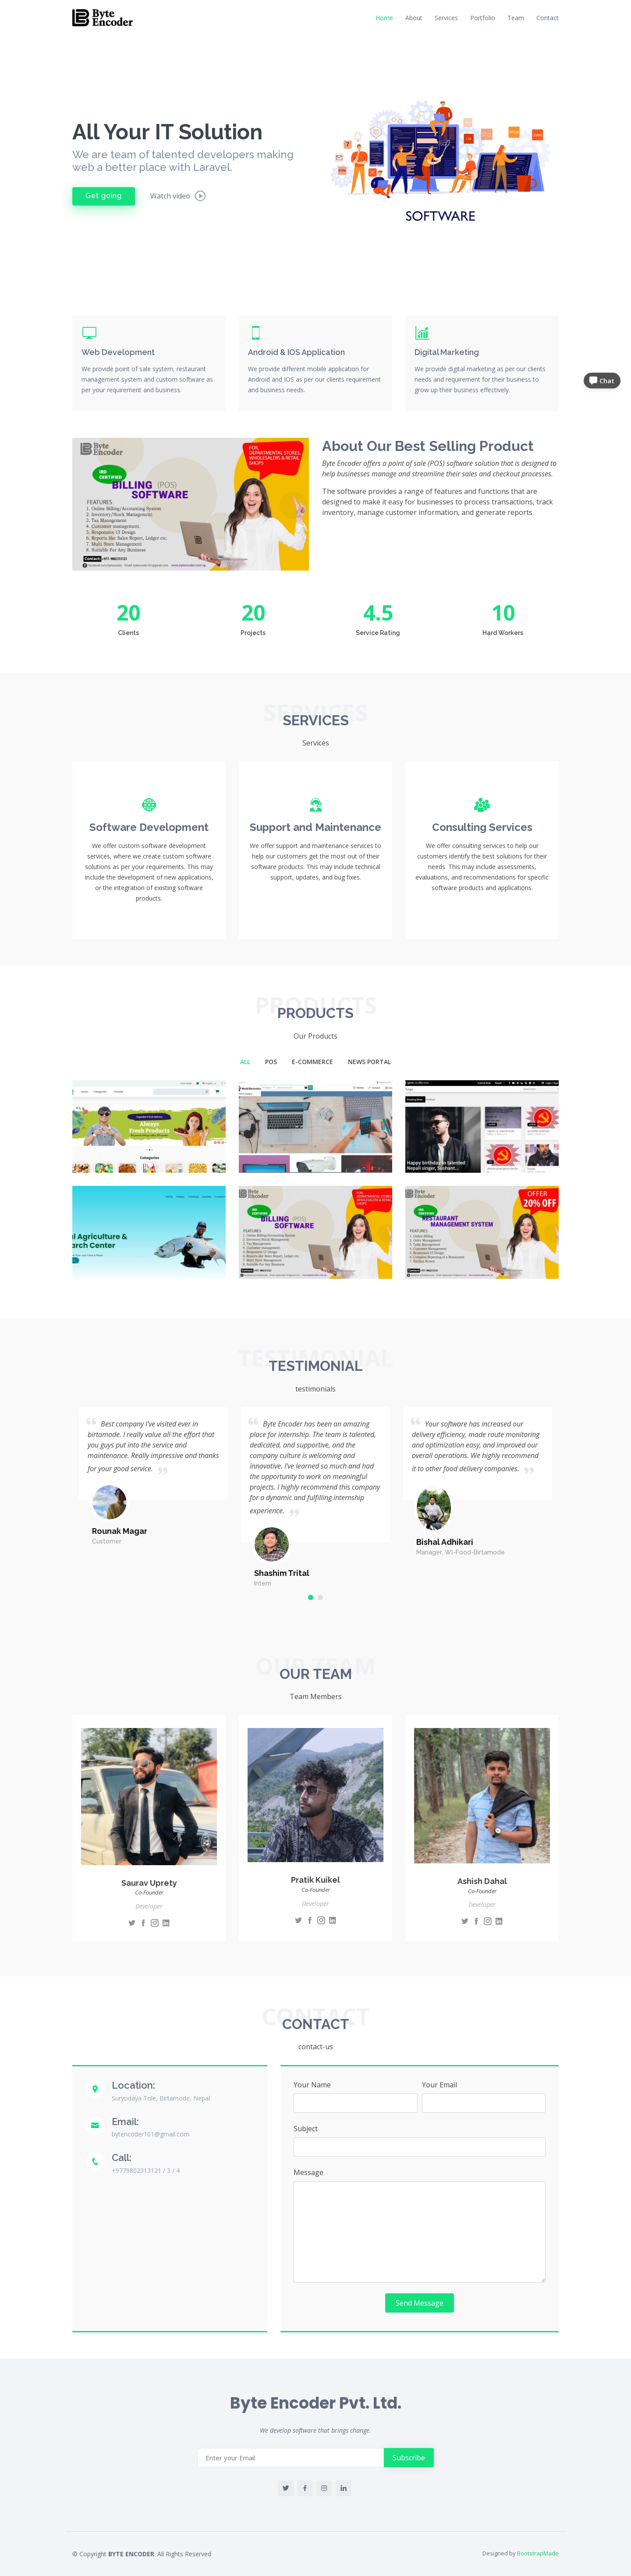 Byte
Encoder
Home About Services Portfolio Team Contact
All Your IT Solution
We are team of talented developers making
web a better place with Laravel.
Get going
Watch video
SOFTWARE
Web Development
We provide point of sale system, restaurant
management system and custom software as
per your requirement and business.
Android & IOS Application
We provide different mobile application for
Android and IOS as per our clients requirement
and business needs.
Digital Marketing
We provide digital marketing as per our clients
needs and requirement for their business to
grow up their business effectively.
Chat
Byte
Encoder
FOR,
DEPARTMENTAL STORES,
WHOLESALERS & RETAIL
SHOPS
IRD
CERTIFIED
BILLING (POS)
SOFTWARE
FEATURES
1. Online Billing/Accounting System
2. Inventory/Stock Management
3. Tax Management
4. Customer management
5. Responsive UI Design
6. Reports like Sales Report, Ledger etc.
7. Multi Store Management
8. Suitable For Any Business
Contact
About Our Best Selling Product
Byte Encoder offers a point of sale (POS) software solution that is designed to
help businesses manage and streamline their sales and checkout processes.
The software provides a range of features and functions that are
designed to make it easy for businesses to process transactions, track
inventory, manage customer information, and generate reports.
20
Clients
20
Projects
4.5
Service Rating
10
Hard Workers
SERVICES
SERVICES
Services
Software Development
We offer custom software development
services, where we create custom software
solutions as per your requirements. This may
include the development of new applications,
or the integration of existing software
products.
Support and Maintenance
We offer support and maintenance services to
help our customers get the most out of their
software products. This may include technical
support, updates, and bug fixes.
Consulting Services
We offer consulting services to help our
customers identify the best solutions for their
needs. This may include assessments,
evaluations, and recommendations for specific
software products and applications.
PRODUCTS
PRODUCTS
Our Products
ALL POS E-COMMERCE NEWS PORTAL
Always
Fresh Products
Categories
Happy birthday to talented
Nepali singer, Sushant...
al Agriculture &
arch Center
Byte
Encoder
BILLING (POS)
SOFTWARE
FEATURES
Byte
Encoder
OFFER
20% OFF
RESTAURANT
MANAGEMENT SYSTEM
FEATURES
TESTIMONIAL
TESTIMONIAL
testimonials
Best company I've visited ever in
birtamode. I really value all the effort that
you guys put into the service and
maintenance. Really impressive and thanks
for your good service.
Rounak Magar
Customer
Byte Encoder has been an amazing
place for internship. The team is talented,
dedicated, and supportive, and the
company culture is welcoming and
innovative. I've learned so much and had
the opportunity to work on meaningful
projects. I highly recommend this company
for a dynamic and fulfilling internship
experience.
Shashim Trital
Intern
Your software has increased our
delivery efficiency, made route monitoring
and optimization easy, and improved our
overall operations. We highly recommend
it to other food delivery companies.
Bishal Adhikari
Manager, WI-Food-Birtamode
OUR TEAM
OUR TEAM
Team Members
Saurav Uprety
Co-Founder
Developer
Pratik Kuikel
Co-Founder
Developer
Ashish Dahal
Co-Founder
Developer
CONTACT
CONTACT
contact-us
Location:
Suryodaya Tole, Birtamode, Nepal
Email:
bytencoder101@gmail.com
Call:
+9779802313121 / 3 / 4
Your Name
Your Email
Subject
Message
Send Message
Byte Encoder Pvt. Ltd.
We develop software that brings change.
Enter your Email
Subscribe
© Copyright BYTE ENCODER. All Rights Reserved
Designed by BootstrapMade